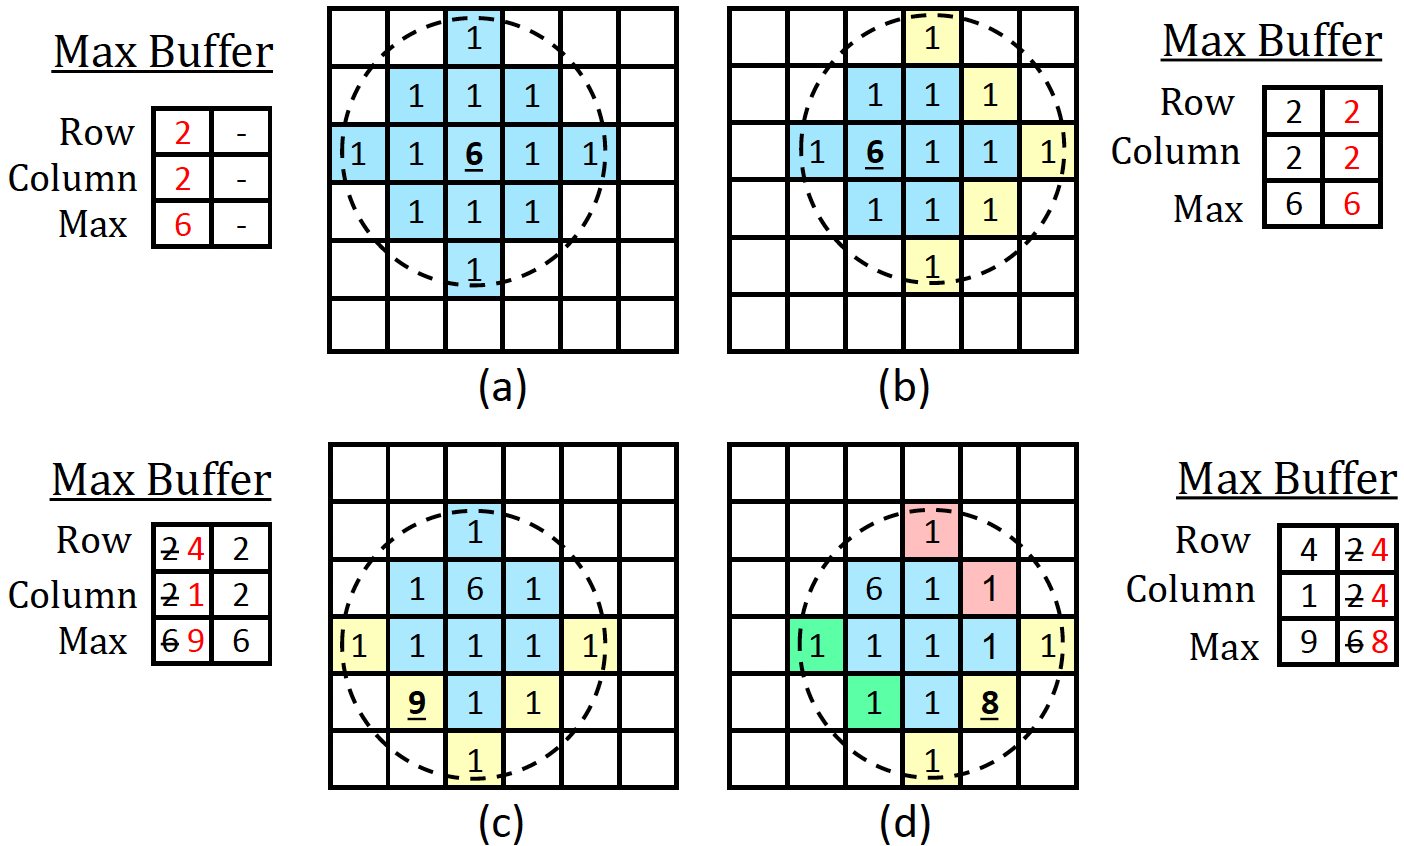 Max Buffer
Row 2 -
Column 2 -
Max 6 -
1
1 1 1
1 1 6 1 1
1 1 1
1
(a)
1
1 1 1
1 6 1 1 1
1 1 1
1
(b)
Max Buffer
Row 2 2
Column 2 2
Max 6 6
Max Buffer
Row 2 4 2
Column 2 1 2
Max 6 9 6
1
1 6 1
1 1 1 1 1
9 1 1
1
(c)
1
6 1 1
1 1 1 1 1
1 1 8
1
(d)
Max Buffer
Row 4 2 4
Column 1 2 4
Max 9 6 8